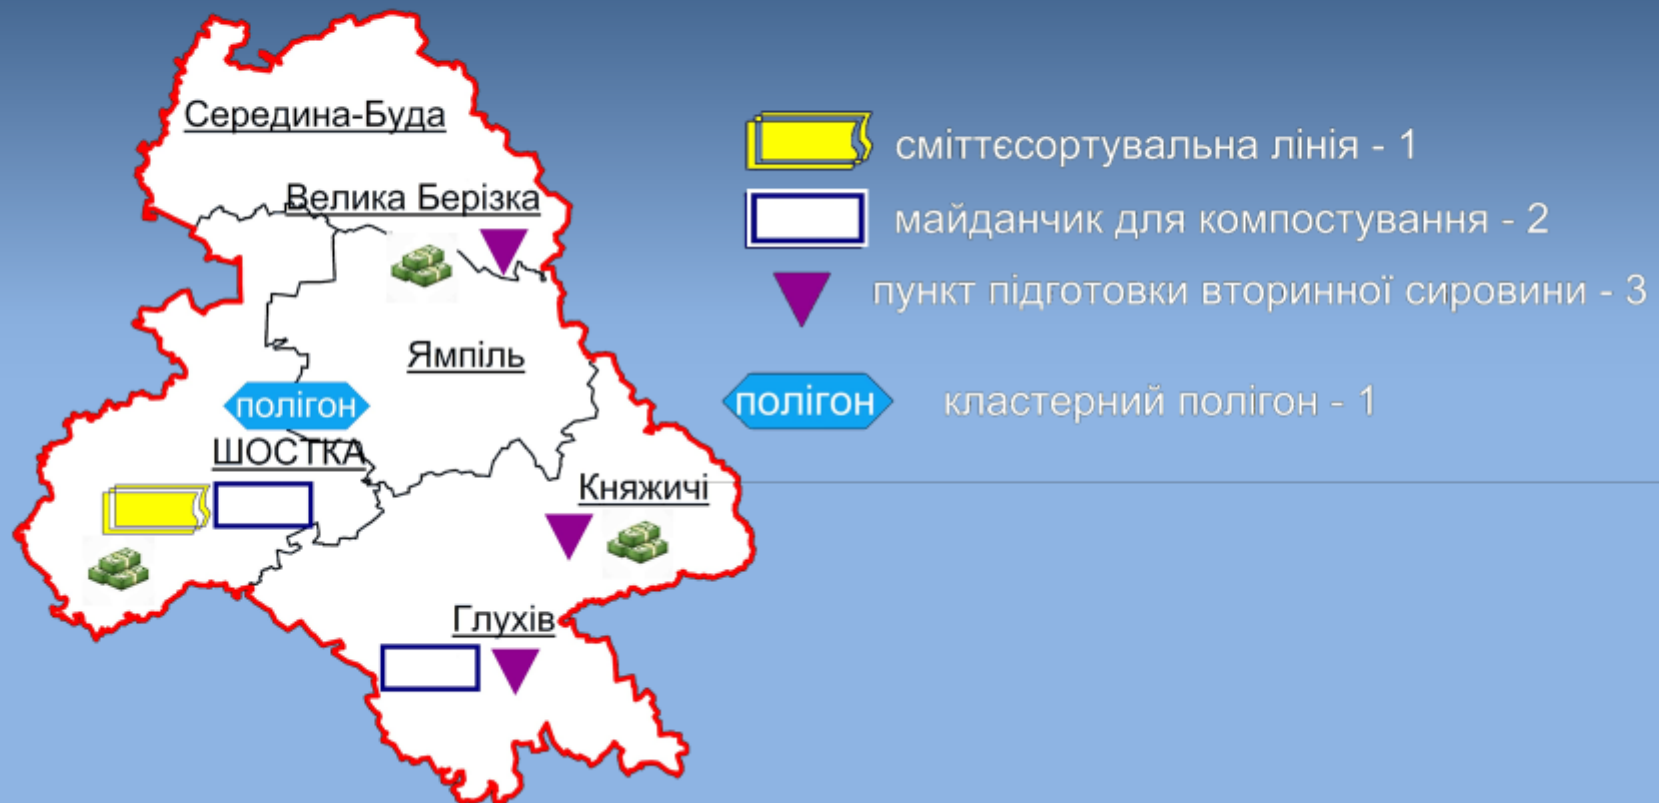 Середина-Буда
Велика Берізка
Ямпіль
полігон
ШОСТКА
Княжичі
Глухів
сміттєсортувальна лінія - 1
майданчик для компостування - 2
пункт підготовки вторинної сировини - 3
полігон кластерний полігон - 1